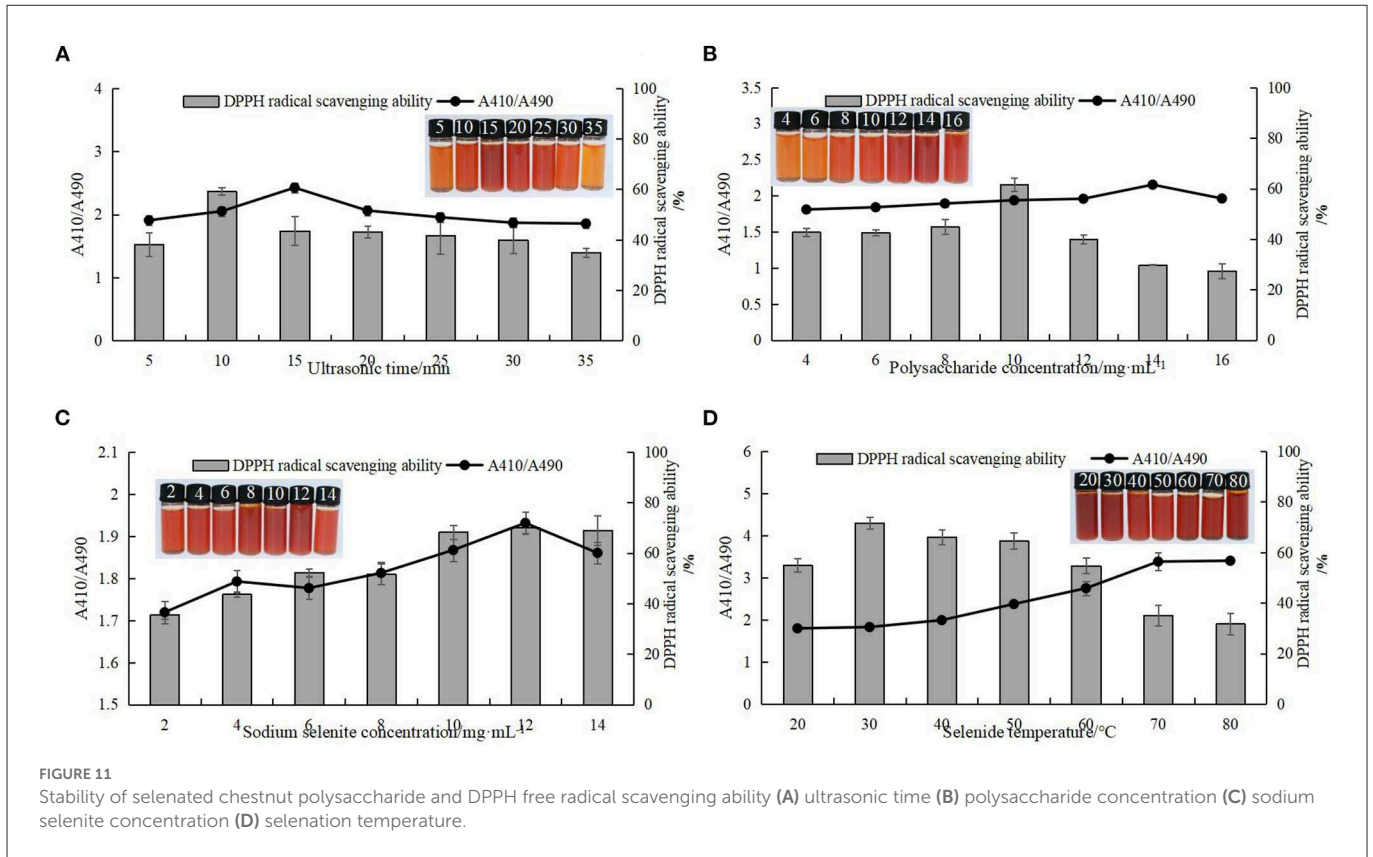 A
4
3
2
1
0
A410/A490
DPPH radical scavenging ability
A410/A490
5 10 15 20 25 30 35
100
80
60
40
20
0
DPPH radical scavenging ability
/%
5 10 15 20 25 30 35
Ultrasonic time/min
B
3.5
3
2.5
2
1.5
1
0.5
0
A410/A490
DPPH radical scavenging ability
A410/A490
4 6 8 10 12 14 16
100
80
60
40
20
0
DPPH radical scavenging ability
/%
4 6 8 10 12 14 16
Polysaccharide concentration/mg·mL⁻¹
C
2.1
2
1.9
1.8
1.7
1.6
1.5
A410/A490
DPPH radical scavenging ability
A410/A490
2 4 6 8 10 12 14
100
80
60
40
20
0
DPPH radical scavenging ability
/%
2 4 6 8 10 12 14
Sodium selenite concentration/mg·mL⁻¹
D
6
5
4
3
2
1
0
A410/A490
DPPH radical scavenging ability
A410/A490
20 30 40 50 60 70 80
100
80
60
40
20
0
DPPH radical scavenging ability
/%
20 30 40 50 60 70 80
Selenide temperature/°C
FIGURE 11
Stability of selenated chestnut polysaccharide and DPPH free radical scavenging ability (A) ultrasonic time (B) polysaccharide concentration (C) sodium
selenite concentration (D) selenation temperature.